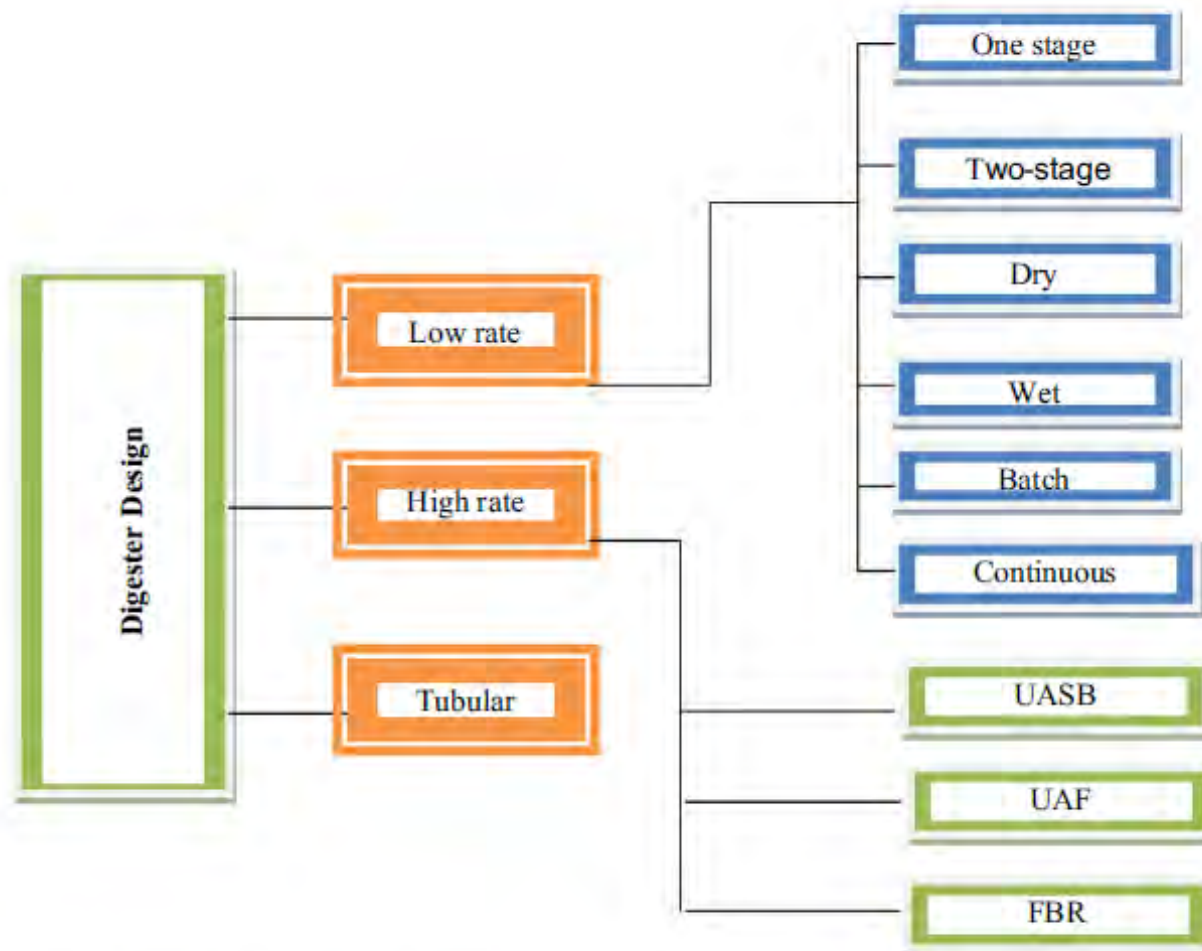 Digester Design
Low rate
High rate
Tubular
One stage
Two-stage
Dry
Wet
Batch
Continuous
UASB
UAF
FBR